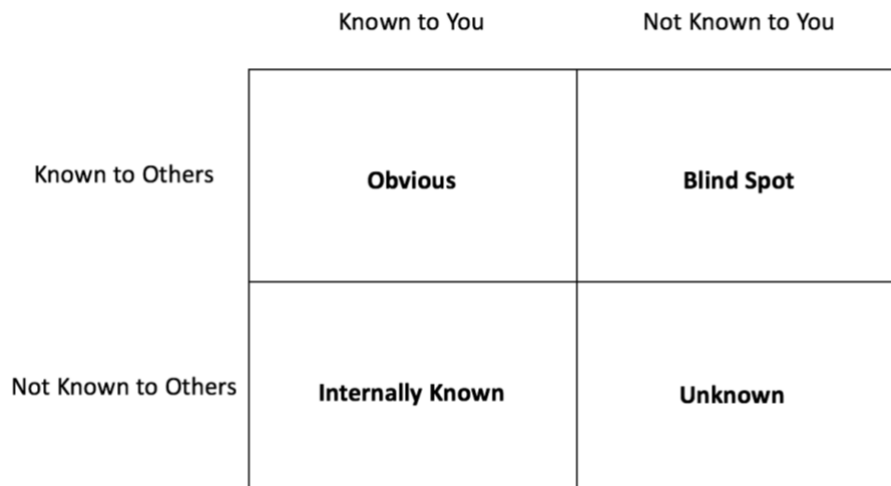 Known to You
Not Known to You
Known to Others
Obvious
Blind Spot
Not Known to Others
Internally Known
Unknown